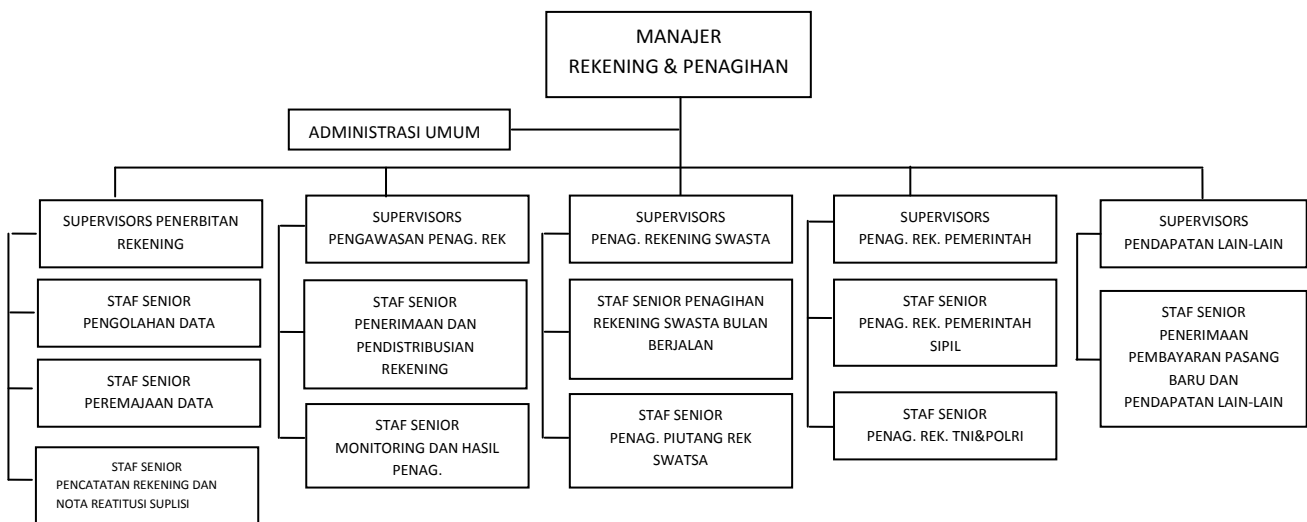 MANAJER
REKENING & PENAGIHAN
ADMINISTRASI UMUM
SUPERVISORS PENERBITAN
REKENING
SUPERVISORS
PENGAWASAN PENAG. REK
SUPERVISORS
PENAG. REKENING SWASTA
SUPERVISORS
PENAG. REK. PEMERINTAH
SUPERVISORS
PENDAPATAN LAIN-LAIN
STAF SENIOR
PENGOLAHAN DATA
STAF SENIOR
PENERIMAAN DAN
PENDISTRIBUSIAN
REKENING
STAF SENIOR PENAGIHAN
REKENING SWASTA BULAN
BERJALAN
STAF SENIOR
PENAG. REK. PEMERINTAH
SIPIL
STAF SENIOR
PENERIMAAN
PEMBAYARAN PASANG
BARU DAN
PENDAPATAN LAIN-LAIN
STAF SENIOR
PEREMAJAAN DATA
STAF SENIOR
MONITORING DAN HASIL
PENAG.
STAF SENIOR
PENAG. PIUTANG REK
SWATSA
STAF SENIOR
PENAG. REK. TNI&POLRI
STAF SENIOR
PENCATATAN REKENING DAN
NOTA REATITUSI SUPLISI